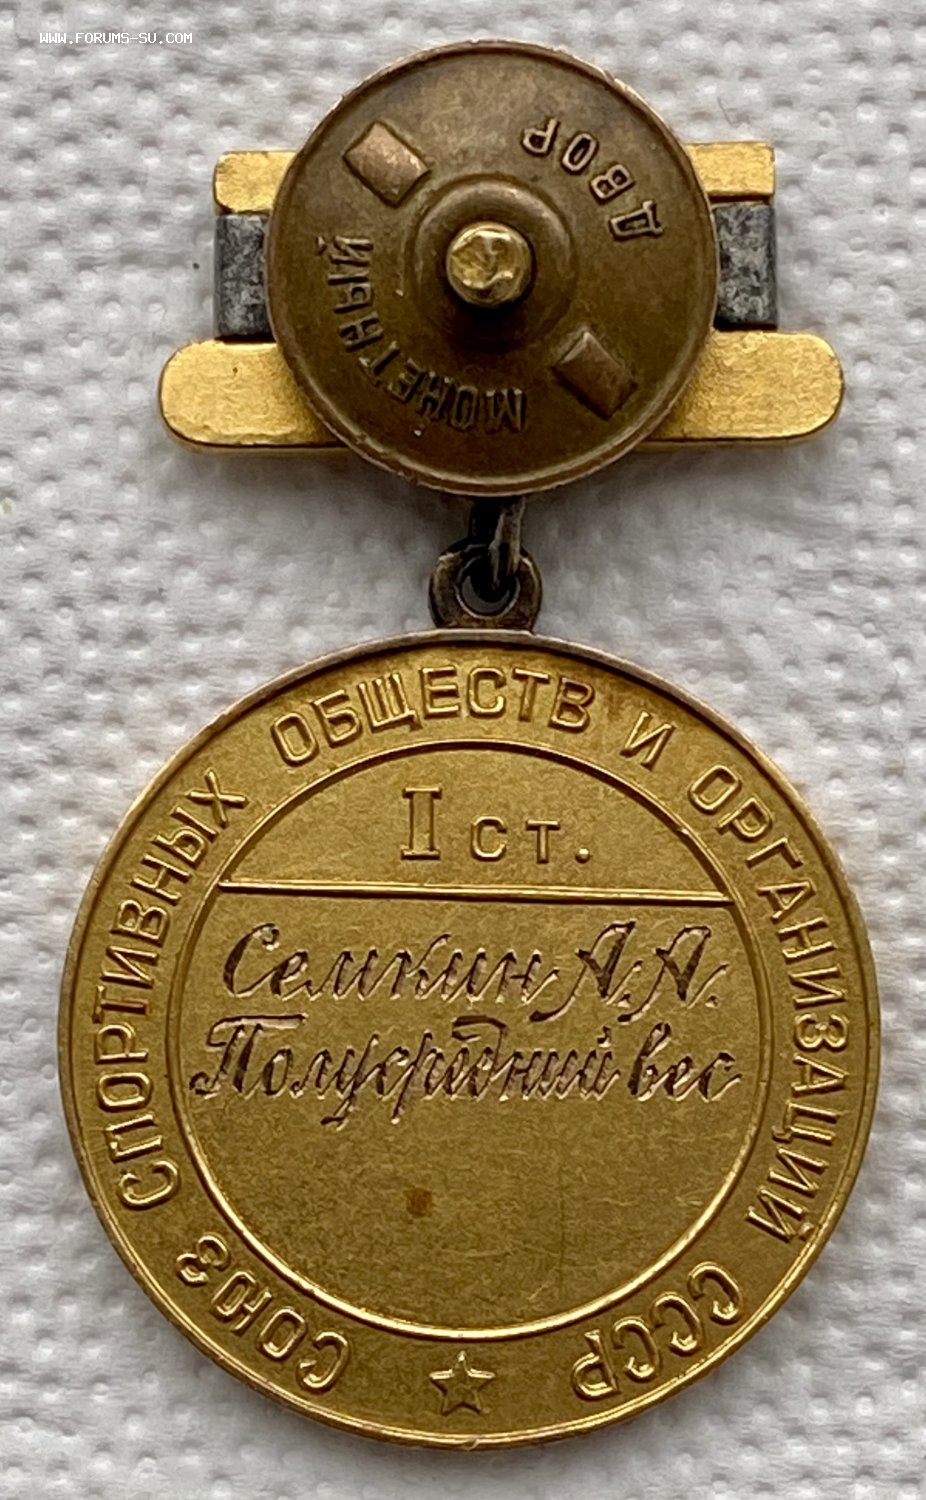 WWW.FORUMS-SU.COM
МОНЕТНЫЙ ДВОР
СОЮЗ СПОРТИВНЫХ ОБЩЕСТВ И ОРГАНИЗАЦИЙ СССР
I ст.
Семкин А.А.
Полусредний вес